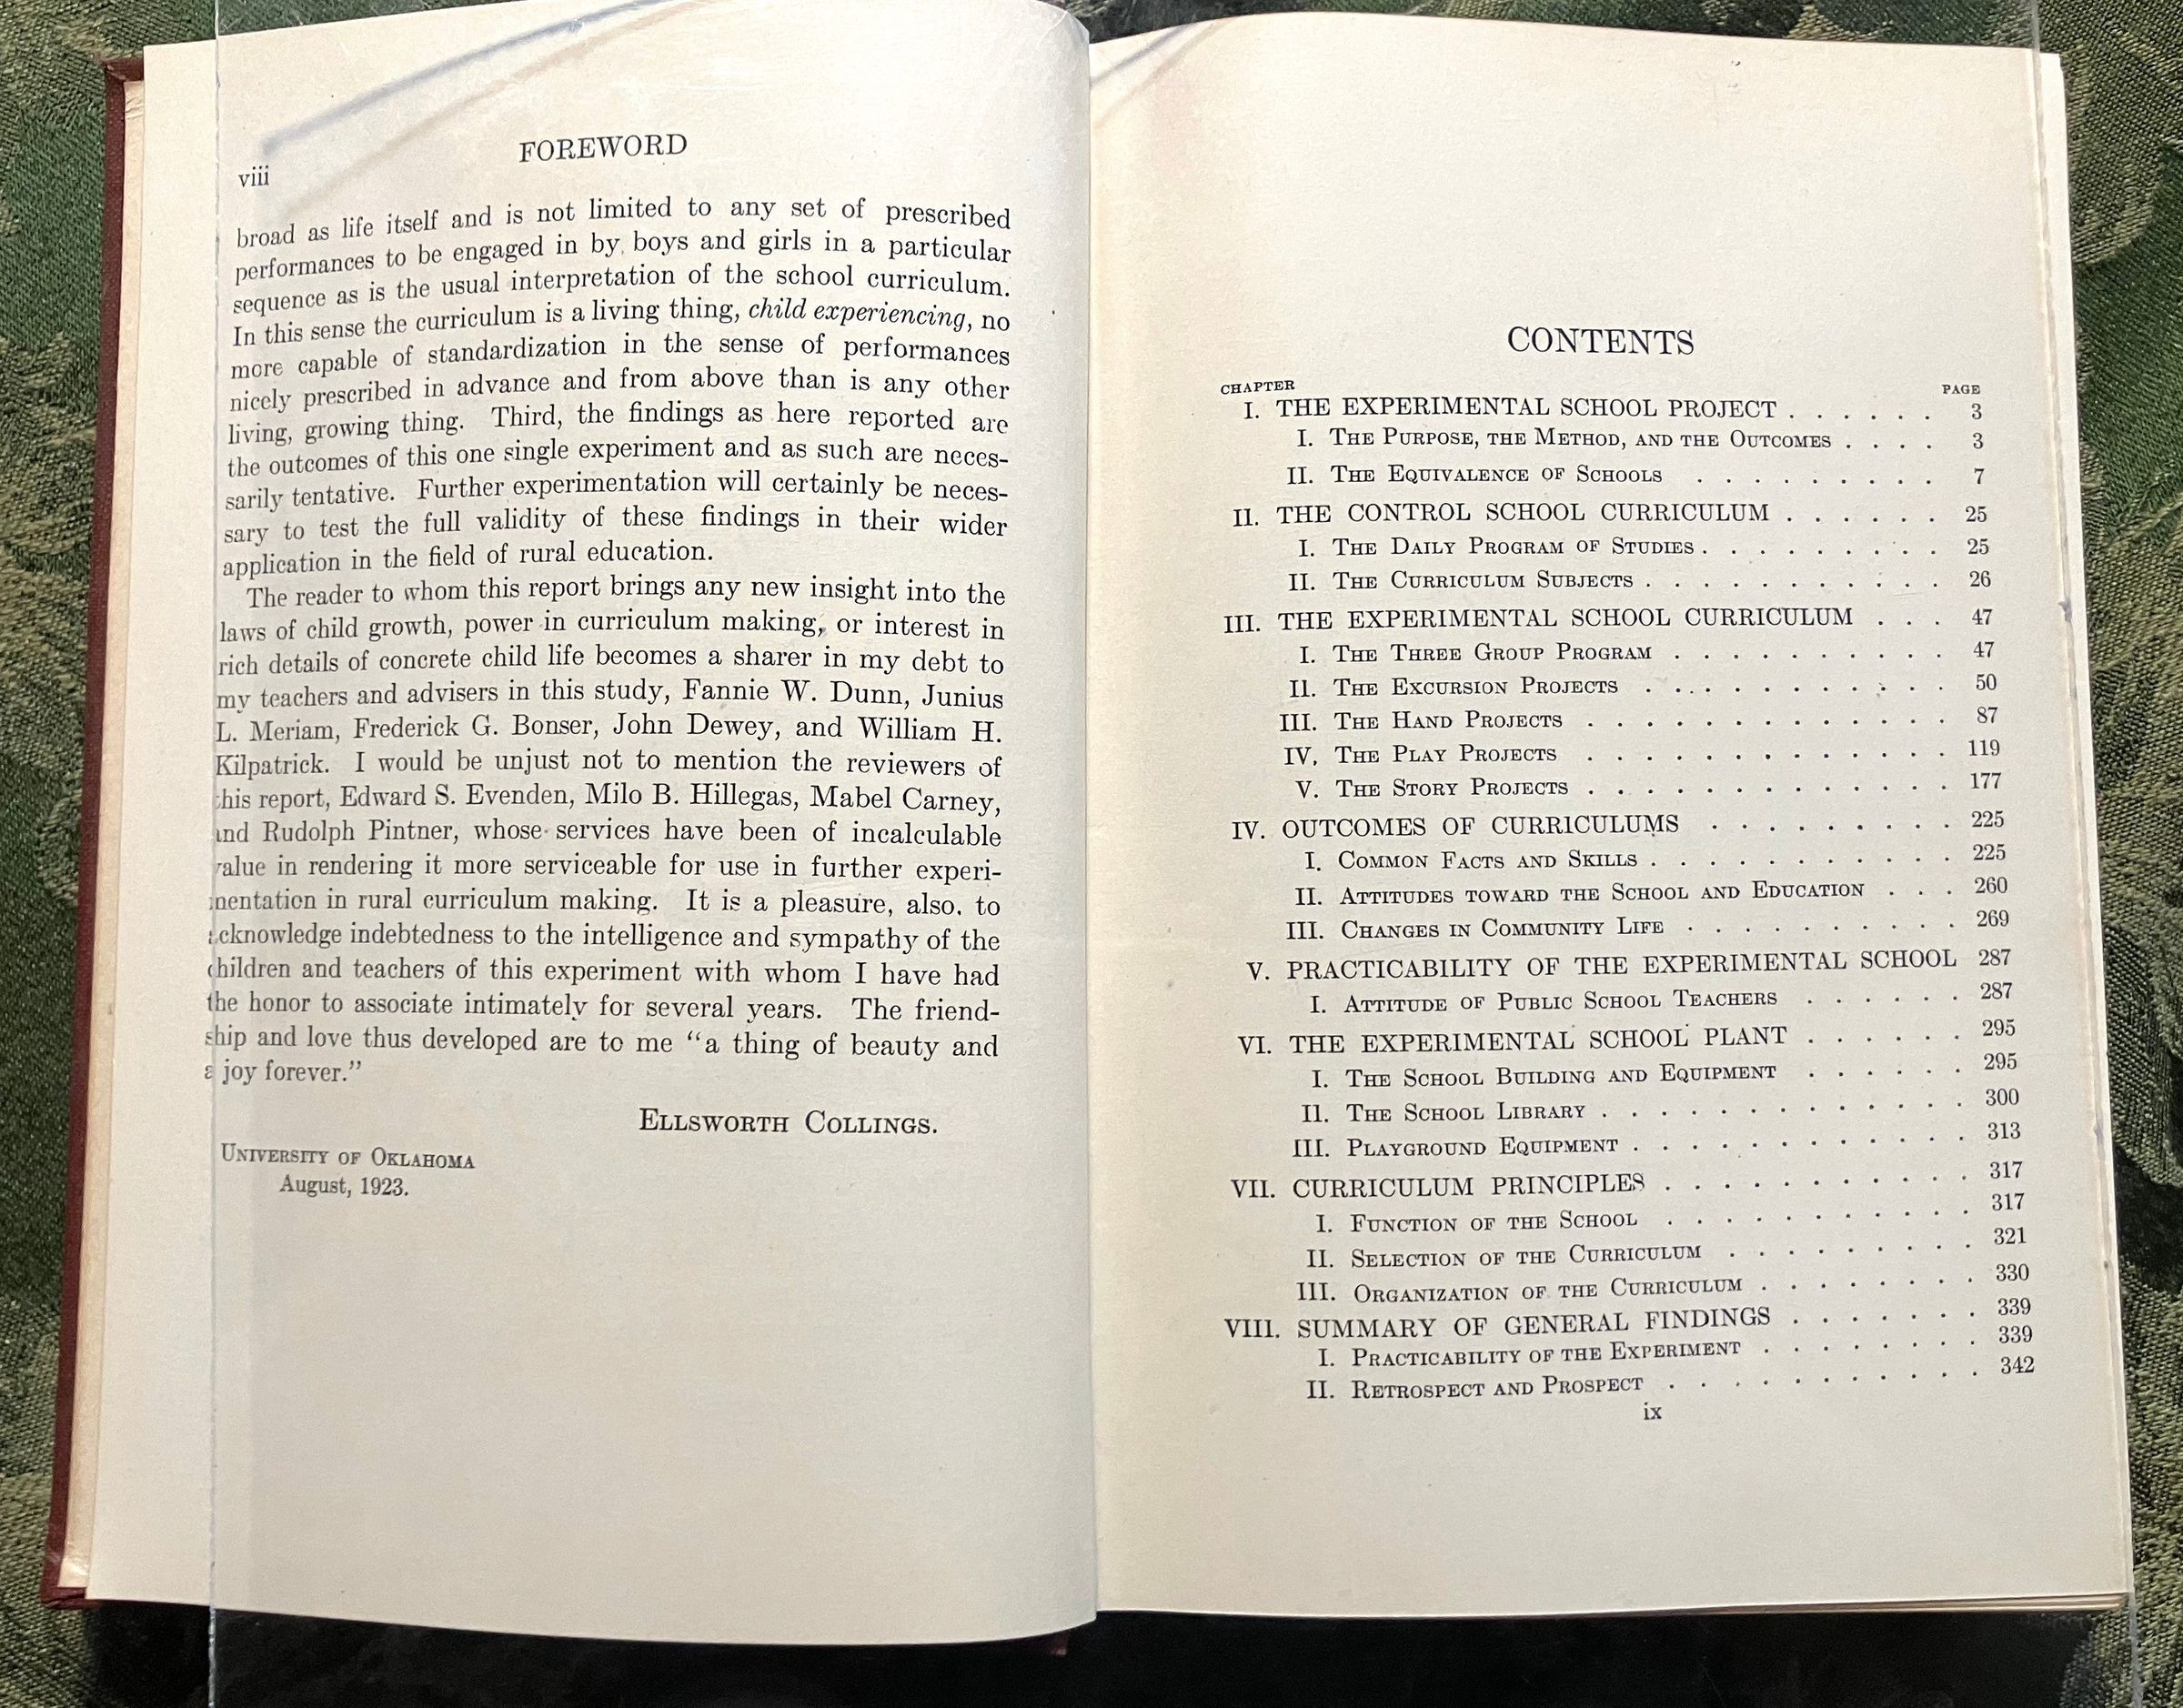 FOREWORD
viii
broad as life itself and is not limited to any set of prescribed
performances to be engaged in by boys and girls in a particular
sequence as is the usual interpretation of the school curriculum.
In this sense the curriculum is a living thing, child experiencing, no
more capable of standardization in the sense of performances
nicely prescribed in advance and from above than is any other
living, growing thing. Third, the findings as here reported are
the outcomes of this one single experiment and as such are neces-
sarily tentative. Further experimentation will certainly be neces-
sary to test the full validity of these findings in their wider
application in the field of rural education.
The reader to whom this report brings any new insight into the
laws of child growth, power in curriculum making, or interest in
rich details of concrete child life becomes a sharer in my debt to
my teachers and advisers in this study, Fannie W. Dunn, Junius
L. Meriam, Frederick G. Bonser, John Dewey, and William H.
Kilpatrick. I would be unjust not to mention the reviewers of
this report, Edward S. Evenden, Milo B. Hillegas, Mabel Carney,
and Rudolph Pintner, whose services have been of incalculable
value in rendering it more serviceable for use in further experi-
mentation in rural curriculum making. It is a pleasure, also, to
acknowledge indebtedness to the intelligence and sympathy of the
children and teachers of this experiment with whom I have had
the honor to associate intimately for several years. The friend-
ship and love thus developed are to me "a thing of beauty and
a joy forever."
ELLSWORTH COLLINGS.
UNIVERSITY OF OKLAHOMA
August, 1923.
CONTENTS
CHAPTER PAGE
I. THE EXPERIMENTAL SCHOOL PROJECT . . . . . . 3
I. THE PURPOSE, THE METHOD, AND THE OUTCOMES . . . . 3
II. THE EQUIVALENCE OF SCHOOLS . . . . . . . . . 7
II. THE CONTROL SCHOOL CURRICULUM . . . . . . 25
I. THE DAILY PROGRAM OF STUDIES . . . . . . . . . 25
II. THE CURRICULUM SUBJECTS . . . . . . . . . . . 26
III. THE EXPERIMENTAL SCHOOL CURRICULUM . . . 47
I. THE THREE GROUP PROGRAM . . . . . . . . . . 47
II. THE EXCURSION PROJECTS . . . . . . . . . . . 50
III. THE HAND PROJECTS . . . . . . . . . . . . . 87
IV. THE PLAY PROJECTS . . . . . . . . . . . . . 119
V. THE STORY PROJECTS . . . . . . . . . . . . . 177
IV. OUTCOMES OF CURRICULUMS . . . . . . . . . 225
I. COMMON FACTS AND SKILLS . . . . . . . . . . . 225
II. ATTITUDES TOWARD THE SCHOOL AND EDUCATION . . . 260
III. CHANGES IN COMMUNITY LIFE . . . . . . . . . . 269
V. PRACTICABILITY OF THE EXPERIMENTAL SCHOOL 287
I. ATTITUDE OF PUBLIC SCHOOL TEACHERS . . . . . . 287
VI. THE EXPERIMENTAL SCHOOL PLANT . . . . . . 295
I. THE SCHOOL BUILDING AND EQUIPMENT . . . . . . 295
II. THE SCHOOL LIBRARY . . . . . . . . . . . . . 300
III. PLAYGROUND EQUIPMENT . . . . . . . . . . . . 313
VII. CURRICULUM PRINCIPLES . . . . . . . . . . . 317
I. FUNCTION OF THE SCHOOL . . . . . . . . . . . 317
II. SELECTION OF THE CURRICULUM . . . . . . . . . 321
III. ORGANIZATION OF THE CURRICULUM . . . . . . . . 330
VIII. SUMMARY OF GENERAL FINDINGS . . . . . . . 339
I. PRACTICABILITY OF THE EXPERIMENT . . . . . . . . 339
II. RETROSPECT AND PROSPECT . . . . . . . . . . . 342
ix